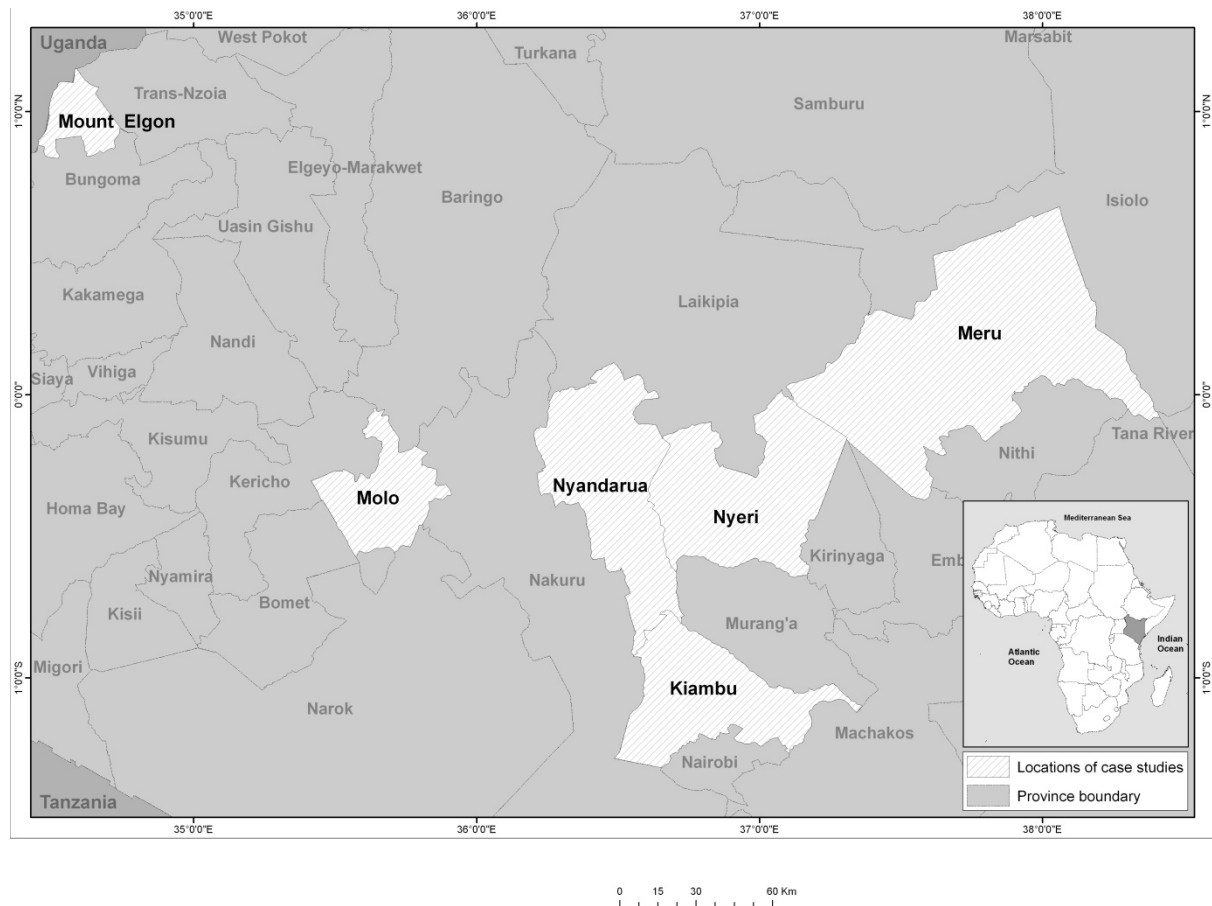 35°0'0"E
36°0'0"E
37°0'0"E
38°0'0"E
Uganda
West Pokot
Turkana
Marsabit
Trans-Nzoia
Samburu
1°0'0"N
1°0'0"N
Mount Elgon
Elgeyo-Marakwet
Bungoma
Baringo
Isiolo
Uasin Gishu
Kakamega
Laikipia
Nandi
Meru
Siaya
Vihiga
0°0'0"
0°0'0"
Kisumu
Tana River
Nithi
Kericho
Nyandarua
Molo
Homa Bay
Nyeri
Mediterranean Sea
Nyamira
Nakuru
Kirinyaga
Emb
Bomet
Kisii
Murang'a
Indian
Ocean
Atlantic
Ocean
Migori
1°0'0"S
1°0'0"S
Kiambu
Narok
Machakos
Nairobi
Locations of case studies
Province boundary
Tanzania
35°0'0"E
36°0'0"E
37°0'0"E
38°0'0"E
0 15 30 60 Km